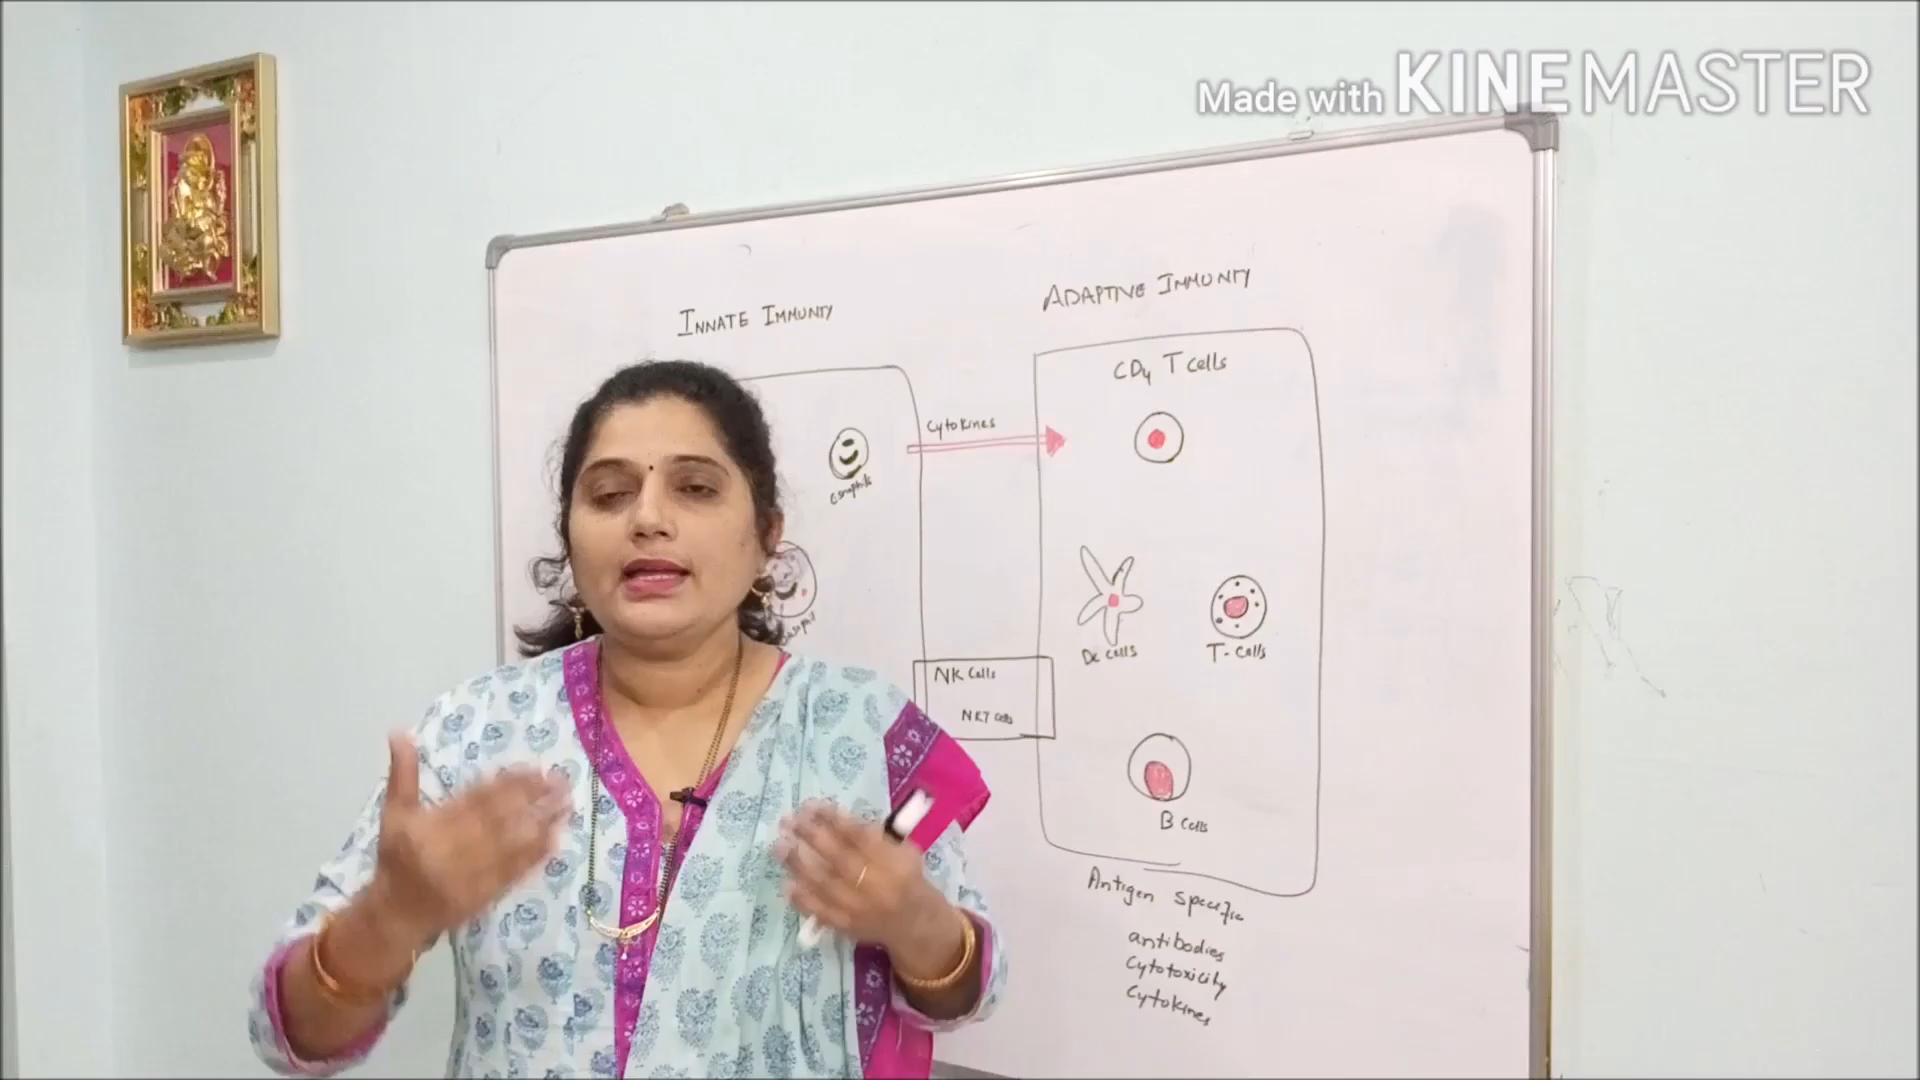 Made with KINEMASTER
INNATE IMMUNITY
ADAPTIVE IMMUNITY
CD4 T cells
Cytokines
DC cells
T-cells
NK Cells
NKT cells
B cells
Antigen specific
antibodies
Cytotoxicity
Cytokines